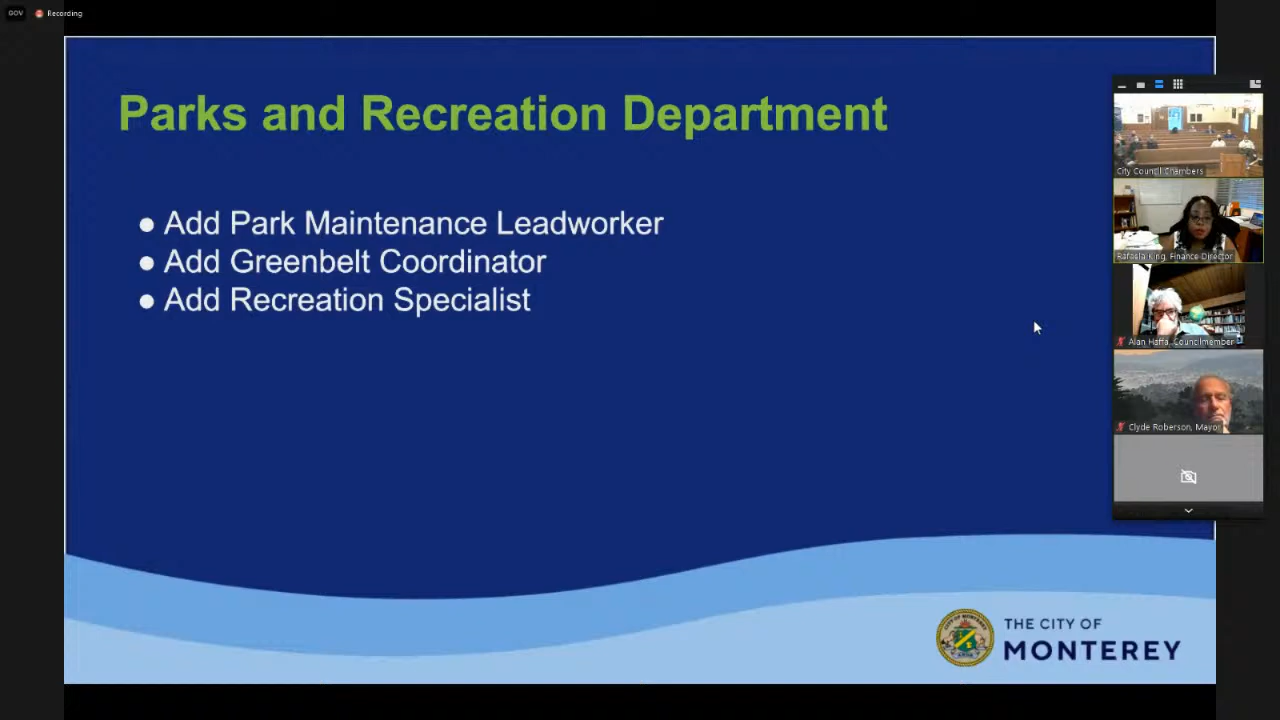 GOV
Recording
Parks and Recreation Department
● Add Park Maintenance Leadworker
● Add Greenbelt Coordinator
● Add Recreation Specialist
City Council Chambers
Rafaela King, Finance Director
Alan Haffa, Councilmember
Clyde Roberson, Mayor
THE CITY OF
MONTEREY